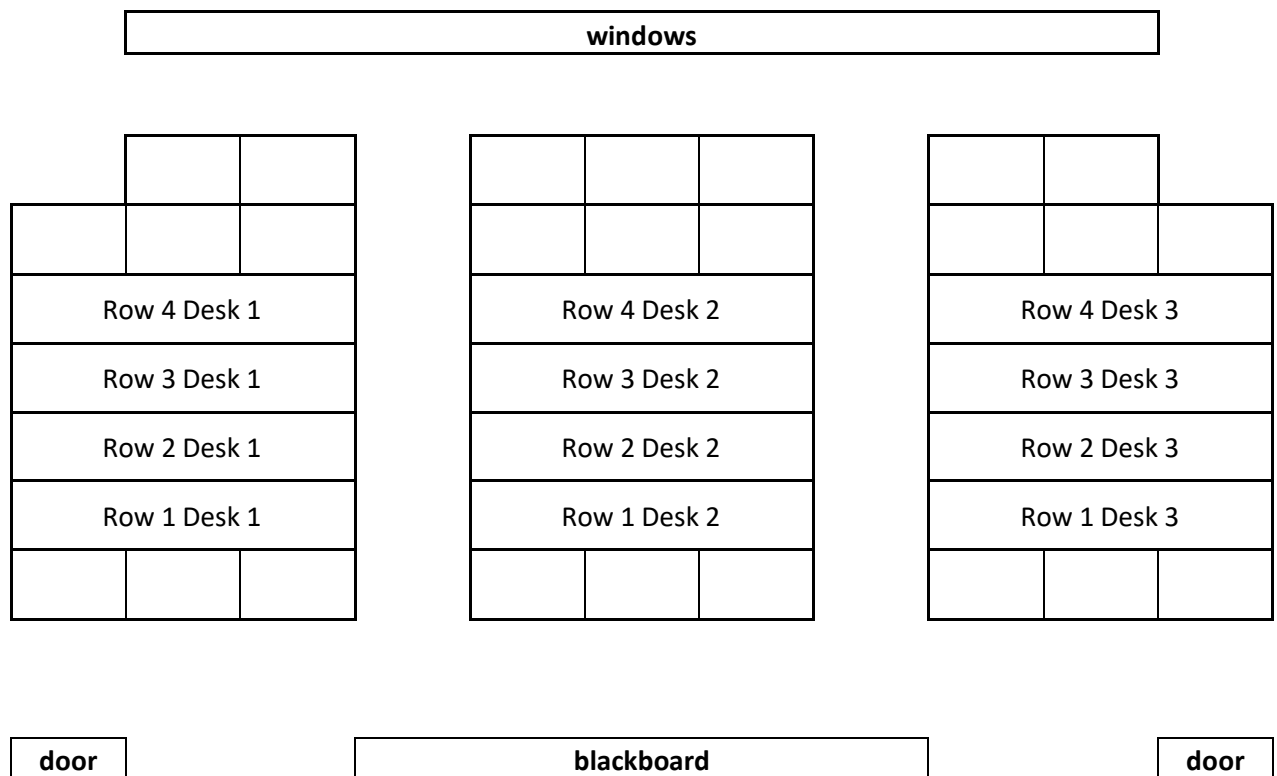 windows
Row 4 Desk 1 Row 4 Desk 2 Row 4 Desk 3
Row 3 Desk 1 Row 3 Desk 2 Row 3 Desk 3
Row 2 Desk 1 Row 2 Desk 2 Row 2 Desk 3
Row 1 Desk 1 Row 1 Desk 2 Row 1 Desk 3
door blackboard door